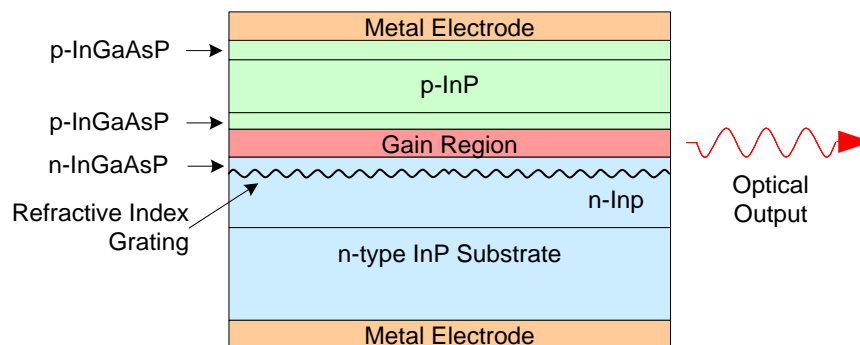 Metal Electrode
p-InGaAsP
p-InP
p-InGaAsP
Gain Region
n-InGaAsP
n-Inp
Refractive Index
Grating
Optical
Output
n-type InP Substrate
Metal Electrode